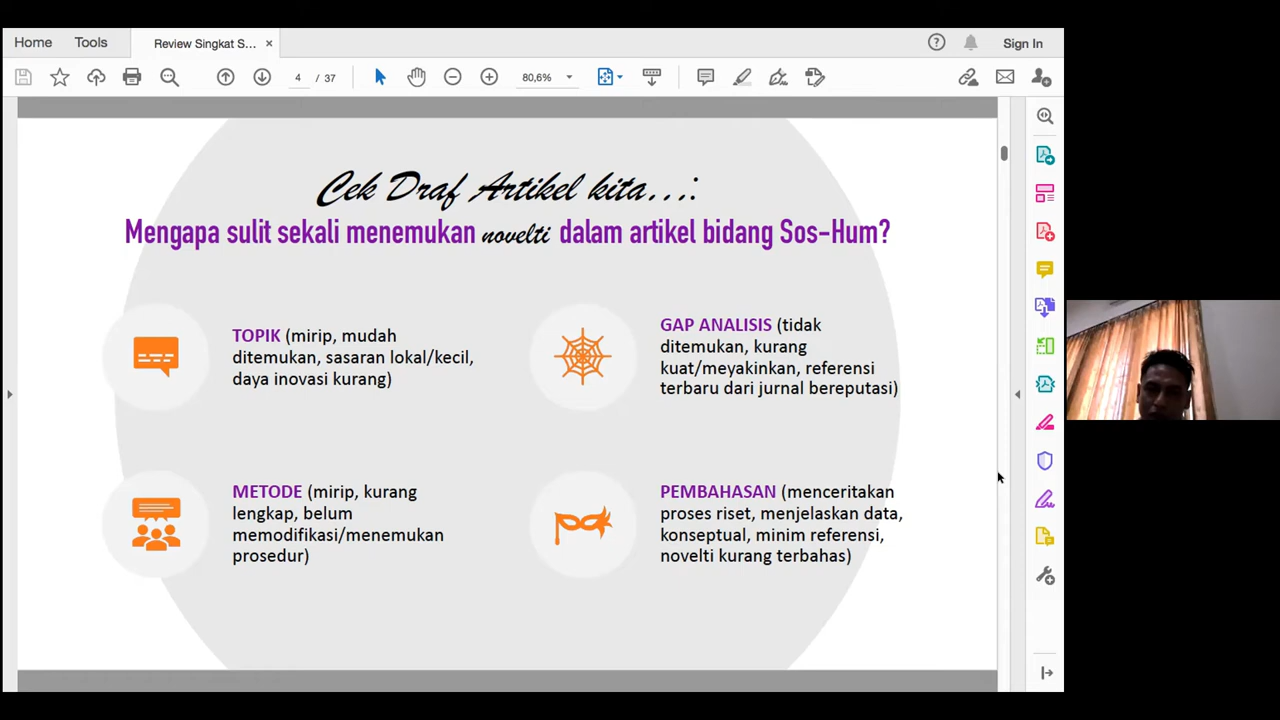 Home Tools Review Singkat S... × Sign In
4 / 37 80,6%
Cek Draf Artikel kita...:
Mengapa sulit sekali menemukan novelti dalam artikel bidang Sos-Hum?
TOPIK (mirip, mudah
ditemukan, sasaran lokal/kecil,
daya inovasi kurang)
GAP ANALISIS (tidak
ditemukan, kurang
kuat/meyakinkan, referensi
terbaru dari jurnal bereputasi)
METODE (mirip, kurang
lengkap, belum
memodifikasi/menemukan
prosedur)
PEMBAHASAN (menceritakan
proses riset, menjelaskan data,
konseptual, minim referensi,
novelti kurang terbahas)